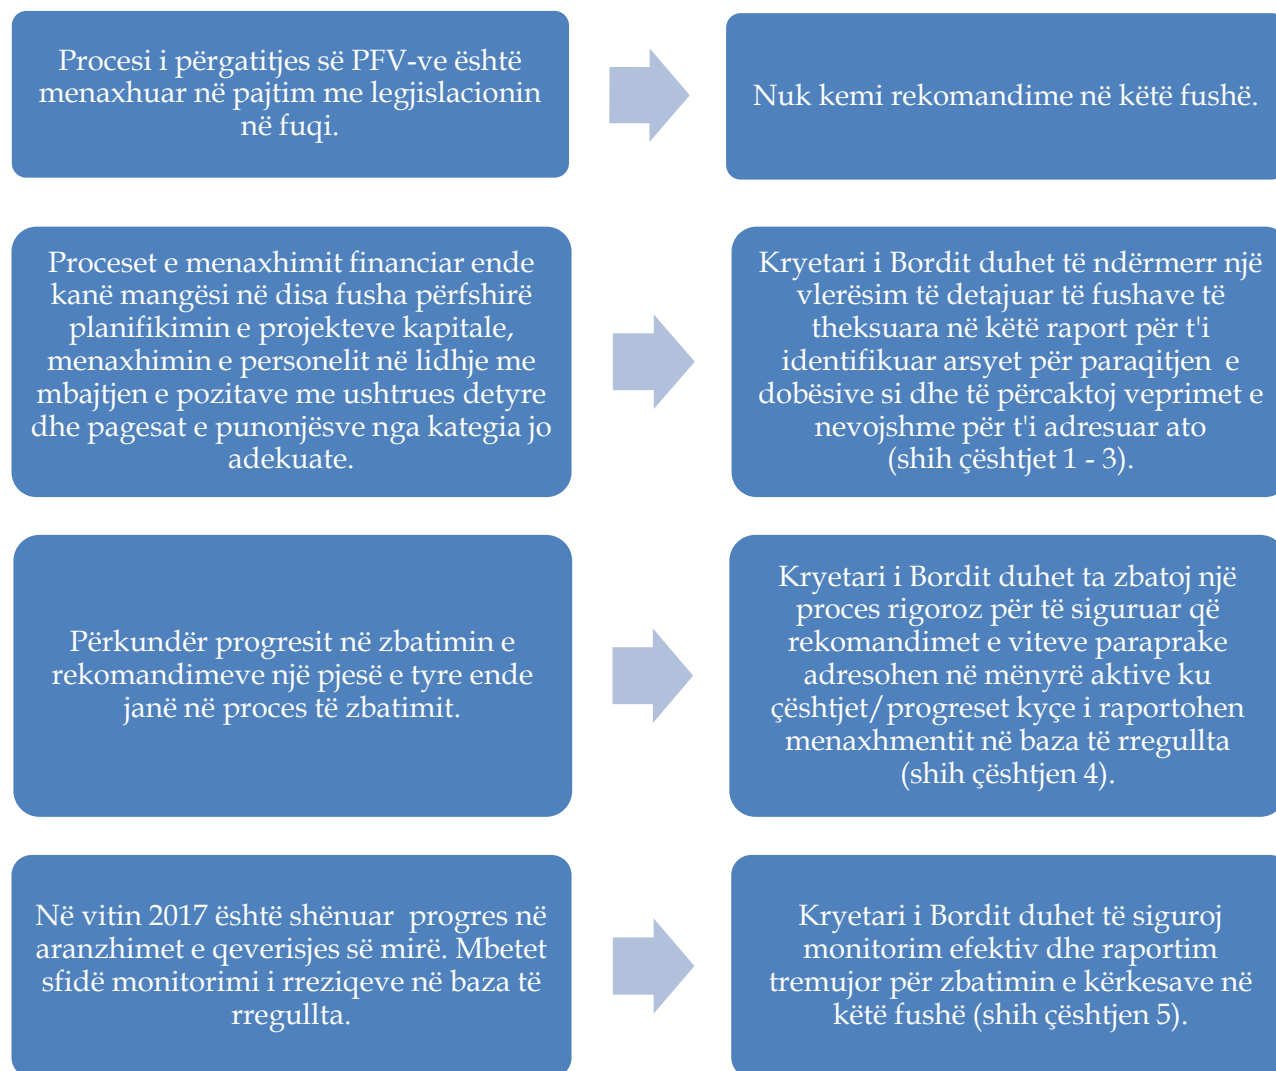 Procesi i përgatitjes së PFV-ve është
menaxhuar në pajtim me legjislacionin
në fuqi.
Nuk kemi rekomandime në këtë fushë.
Proceset e menaxhimit financiar ende
kanë mangësi në disa fusha përfshirë
planifikimin e projekteve kapitale,
menaxhimin e personelit në lidhje me
mbajtjen e pozitave me ushtrues detyre
dhe pagesat e punonjësve nga kategia jo
adekuate.
Kryetari i Bordit duhet të ndërmerr një
vlerësim të detajuar të fushave të
theksuara në këtë raport për t'i
identifikuar arsyet për paraqitjen e
dobësive si dhe të përcaktoj veprimet e
nevojshme për t'i adresuar ato
(shih çështjet 1 - 3).
Përkundër progresit në zbatimin e
rekomandimeve një pjesë e tyre ende
janë në proces të zbatimit.
Kryetari i Bordit duhet ta zbatoj një
proces rigoroz për të siguruar që
rekomandimet e viteve paraprake
adresohen në mënyrë aktive ku
çështjet/progreset kyçe i raportohen
menaxhmentit në baza të rregullta
(shih çështjen 4).
Në vitin 2017 është shënuar progres në
aranzhimet e qeverisjes së mirë. Mbetet
sfidë monitorimi i rreziqeve në baza të
rregullta.
Kryetari i Bordit duhet të siguroj
monitorim efektiv dhe raportim
tremujor për zbatimin e kërkesave në
këtë fushë (shih çështjen 5).